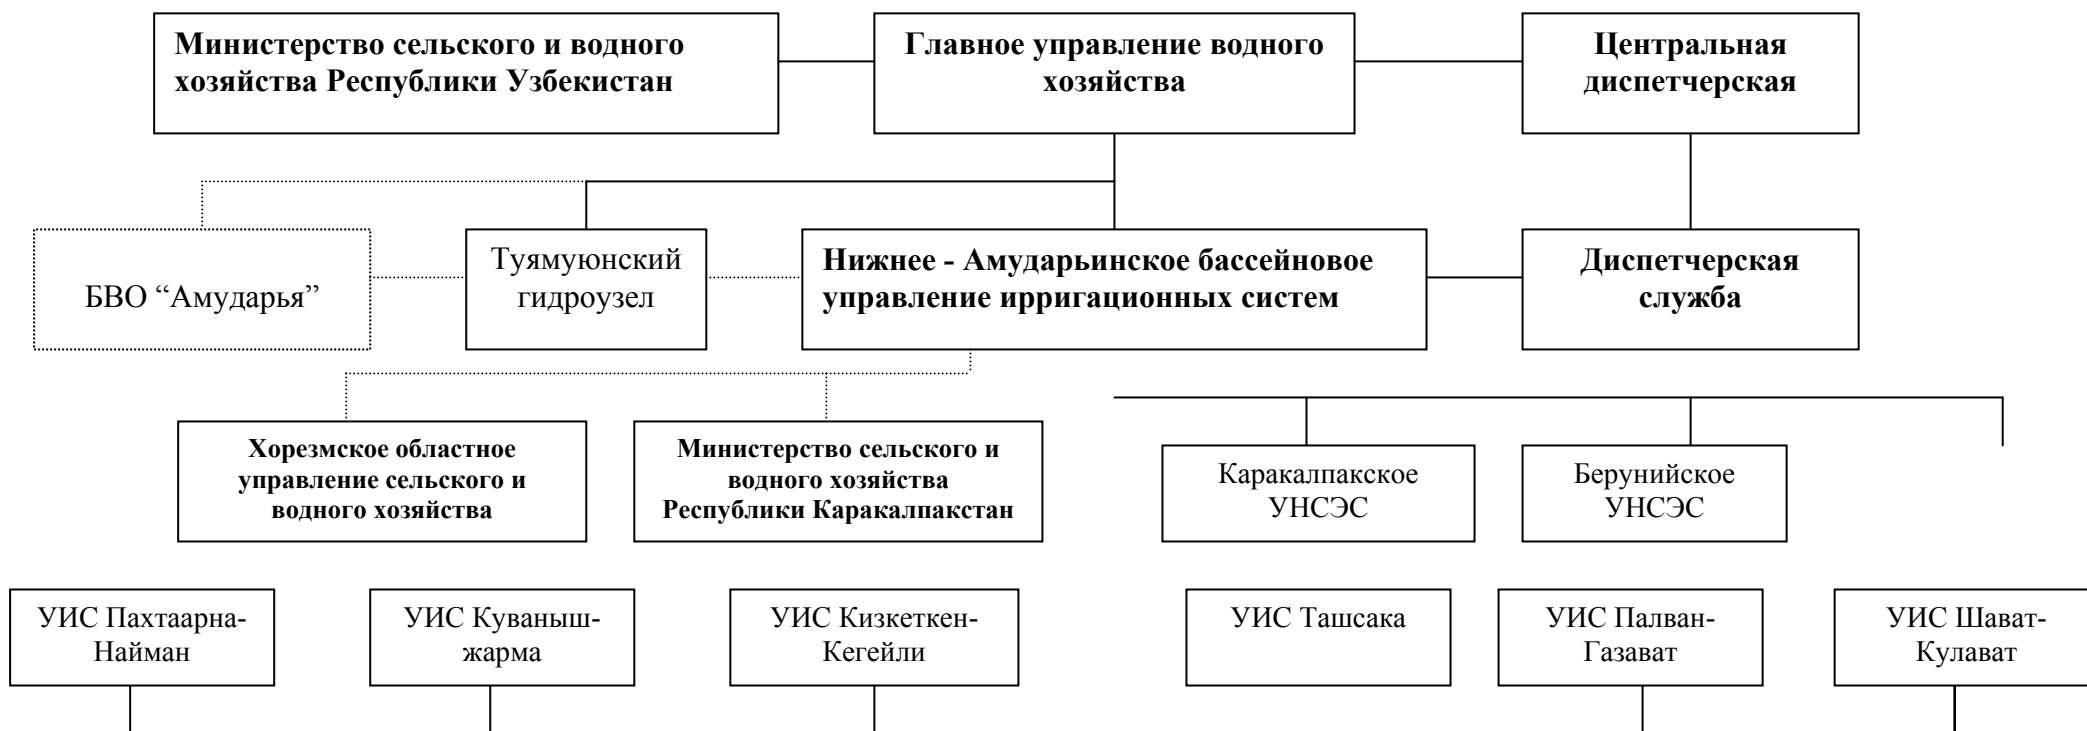 Министерство сельского и водного
хозяйства Республики Узбекистан
Главное управление водного
хозяйства
Центральная
диспетчерская
БВО “Амударья”
Туямуюнский
гидроузел
Нижнее - Амударьинское бассейновое
управление ирригационных систем
Диспетчерская
служба
Хорезмское областное
управление сельского и
водного хозяйства
Министерство сельского и
водного хозяйства
Республики Каракалпакстан
Каракалпакское
УНСЭС
Берунийское
УНСЭС
УИС Пахтаарна-
Найман
УИС Куваныш-
жарма
УИС Кизкеткен-
Кегейли
УИС Ташсака
УИС Палван-
Газават
УИС Шават-
Кулават